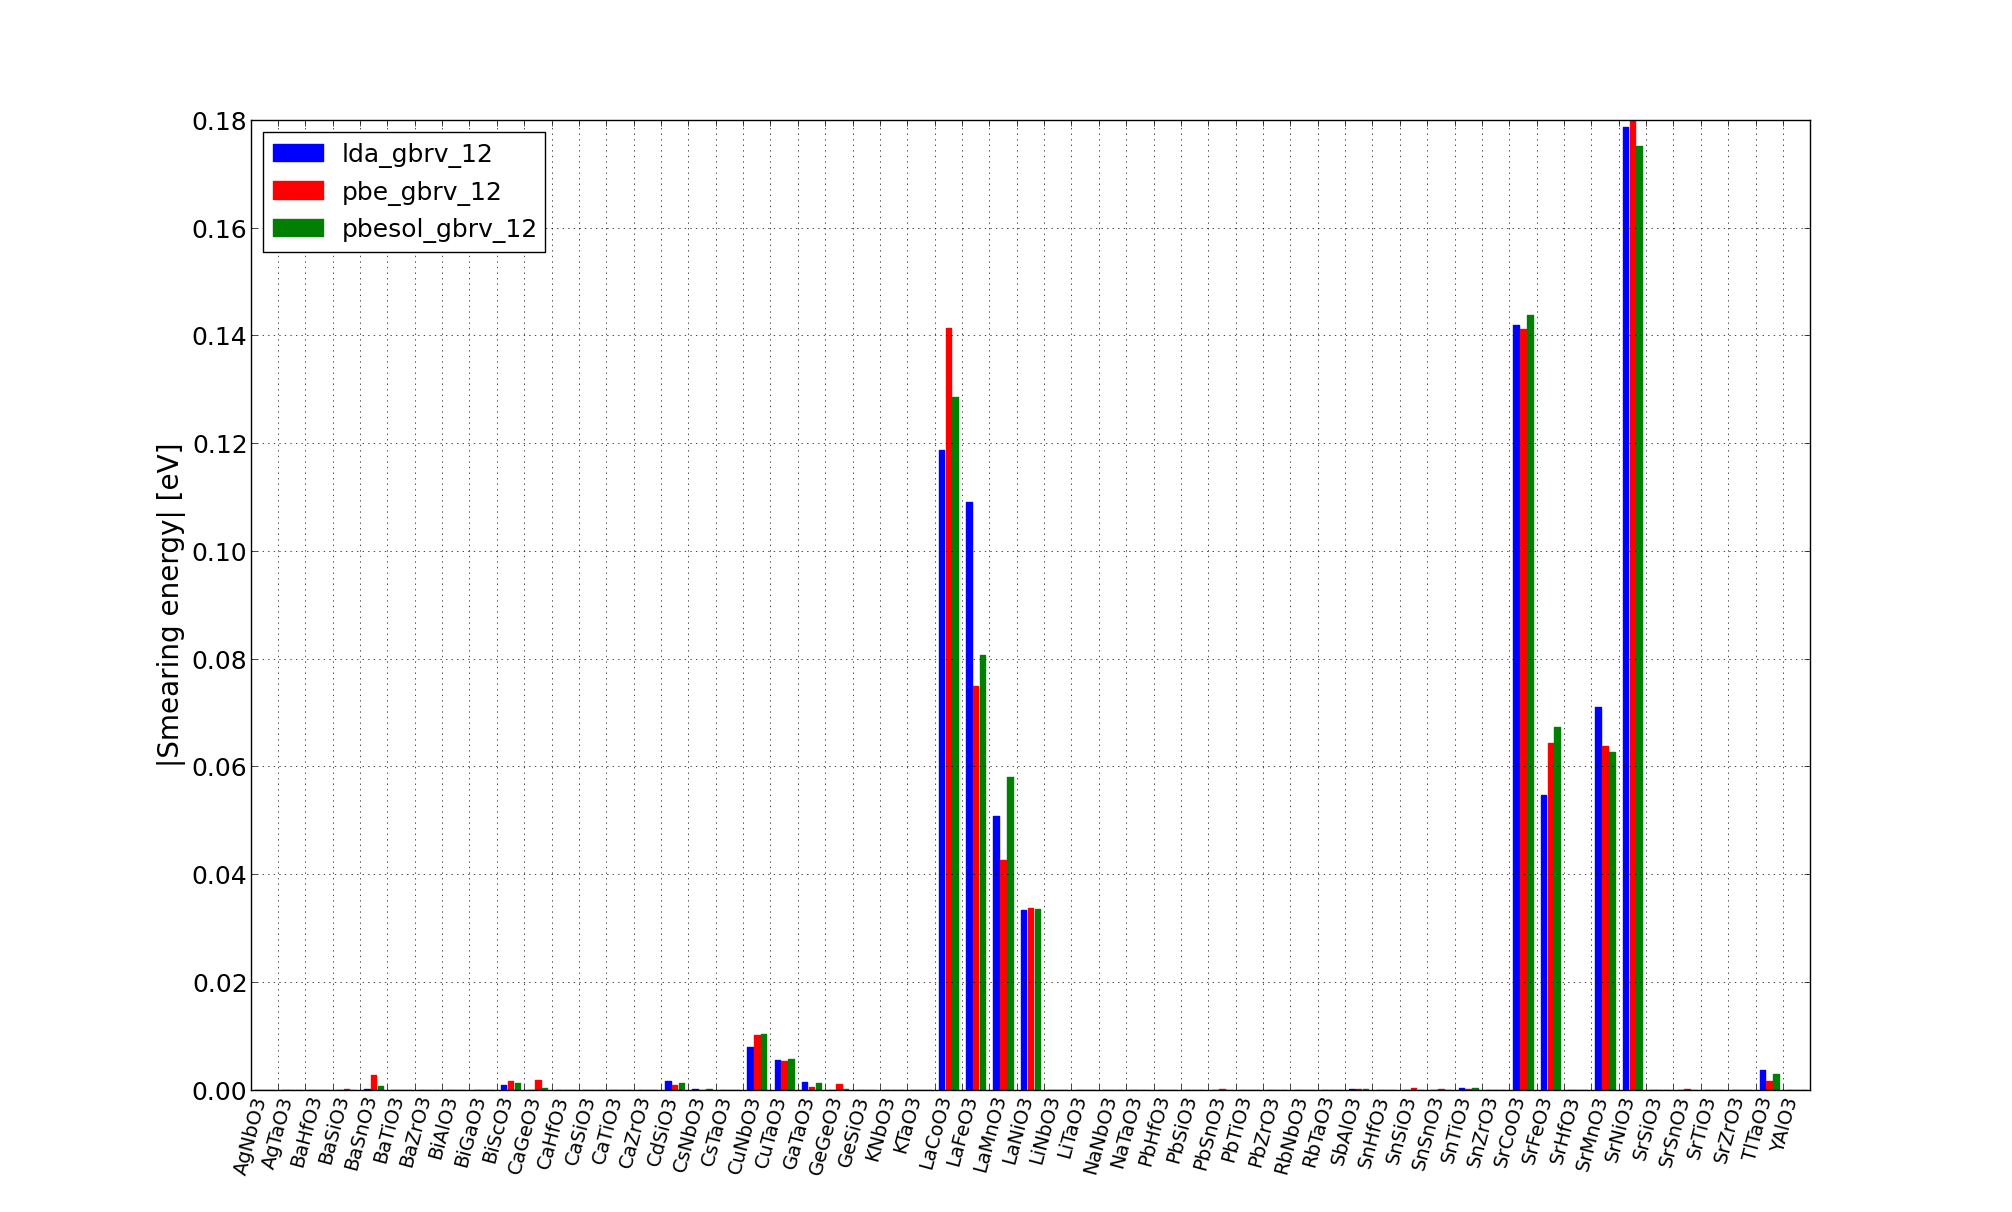 0.18
0.16
0.14
0.12
0.10
0.08
0.06
0.04
0.02
0.00
|Smearing energy| [eV]
lda_gbrv_12
pbe_gbrv_12
pbesol_gbrv_12
AgNbO3
AgTaO3
BaHfO3
BaSiO3
BaSnO3
BaTiO3
BaZrO3
BiAlO3
BiGaO3
BiScO3
CaGeO3
CaHfO3
CaSiO3
CaTiO3
CaZrO3
CdSiO3
CsNbO3
CsTaO3
CuNbO3
CuTaO3
GaTaO3
GeGeO3
GeSiO3
KNbO3
KTaO3
LaCoO3
LaFeO3
LaMnO3
LaNiO3
LiNbO3
LiTaO3
NaNbO3
NaTaO3
PbHfO3
PbSiO3
PbSnO3
PbTiO3
PbZrO3
RbNbO3
RbTaO3
SbAlO3
SnHfO3
SnSiO3
SnSnO3
SnTiO3
SnZrO3
SrCoO3
SrFeO3
SrHfO3
SrMnO3
SrNiO3
SrSiO3
SrSnO3
SrTiO3
SrZrO3
TlTaO3
YAlO3